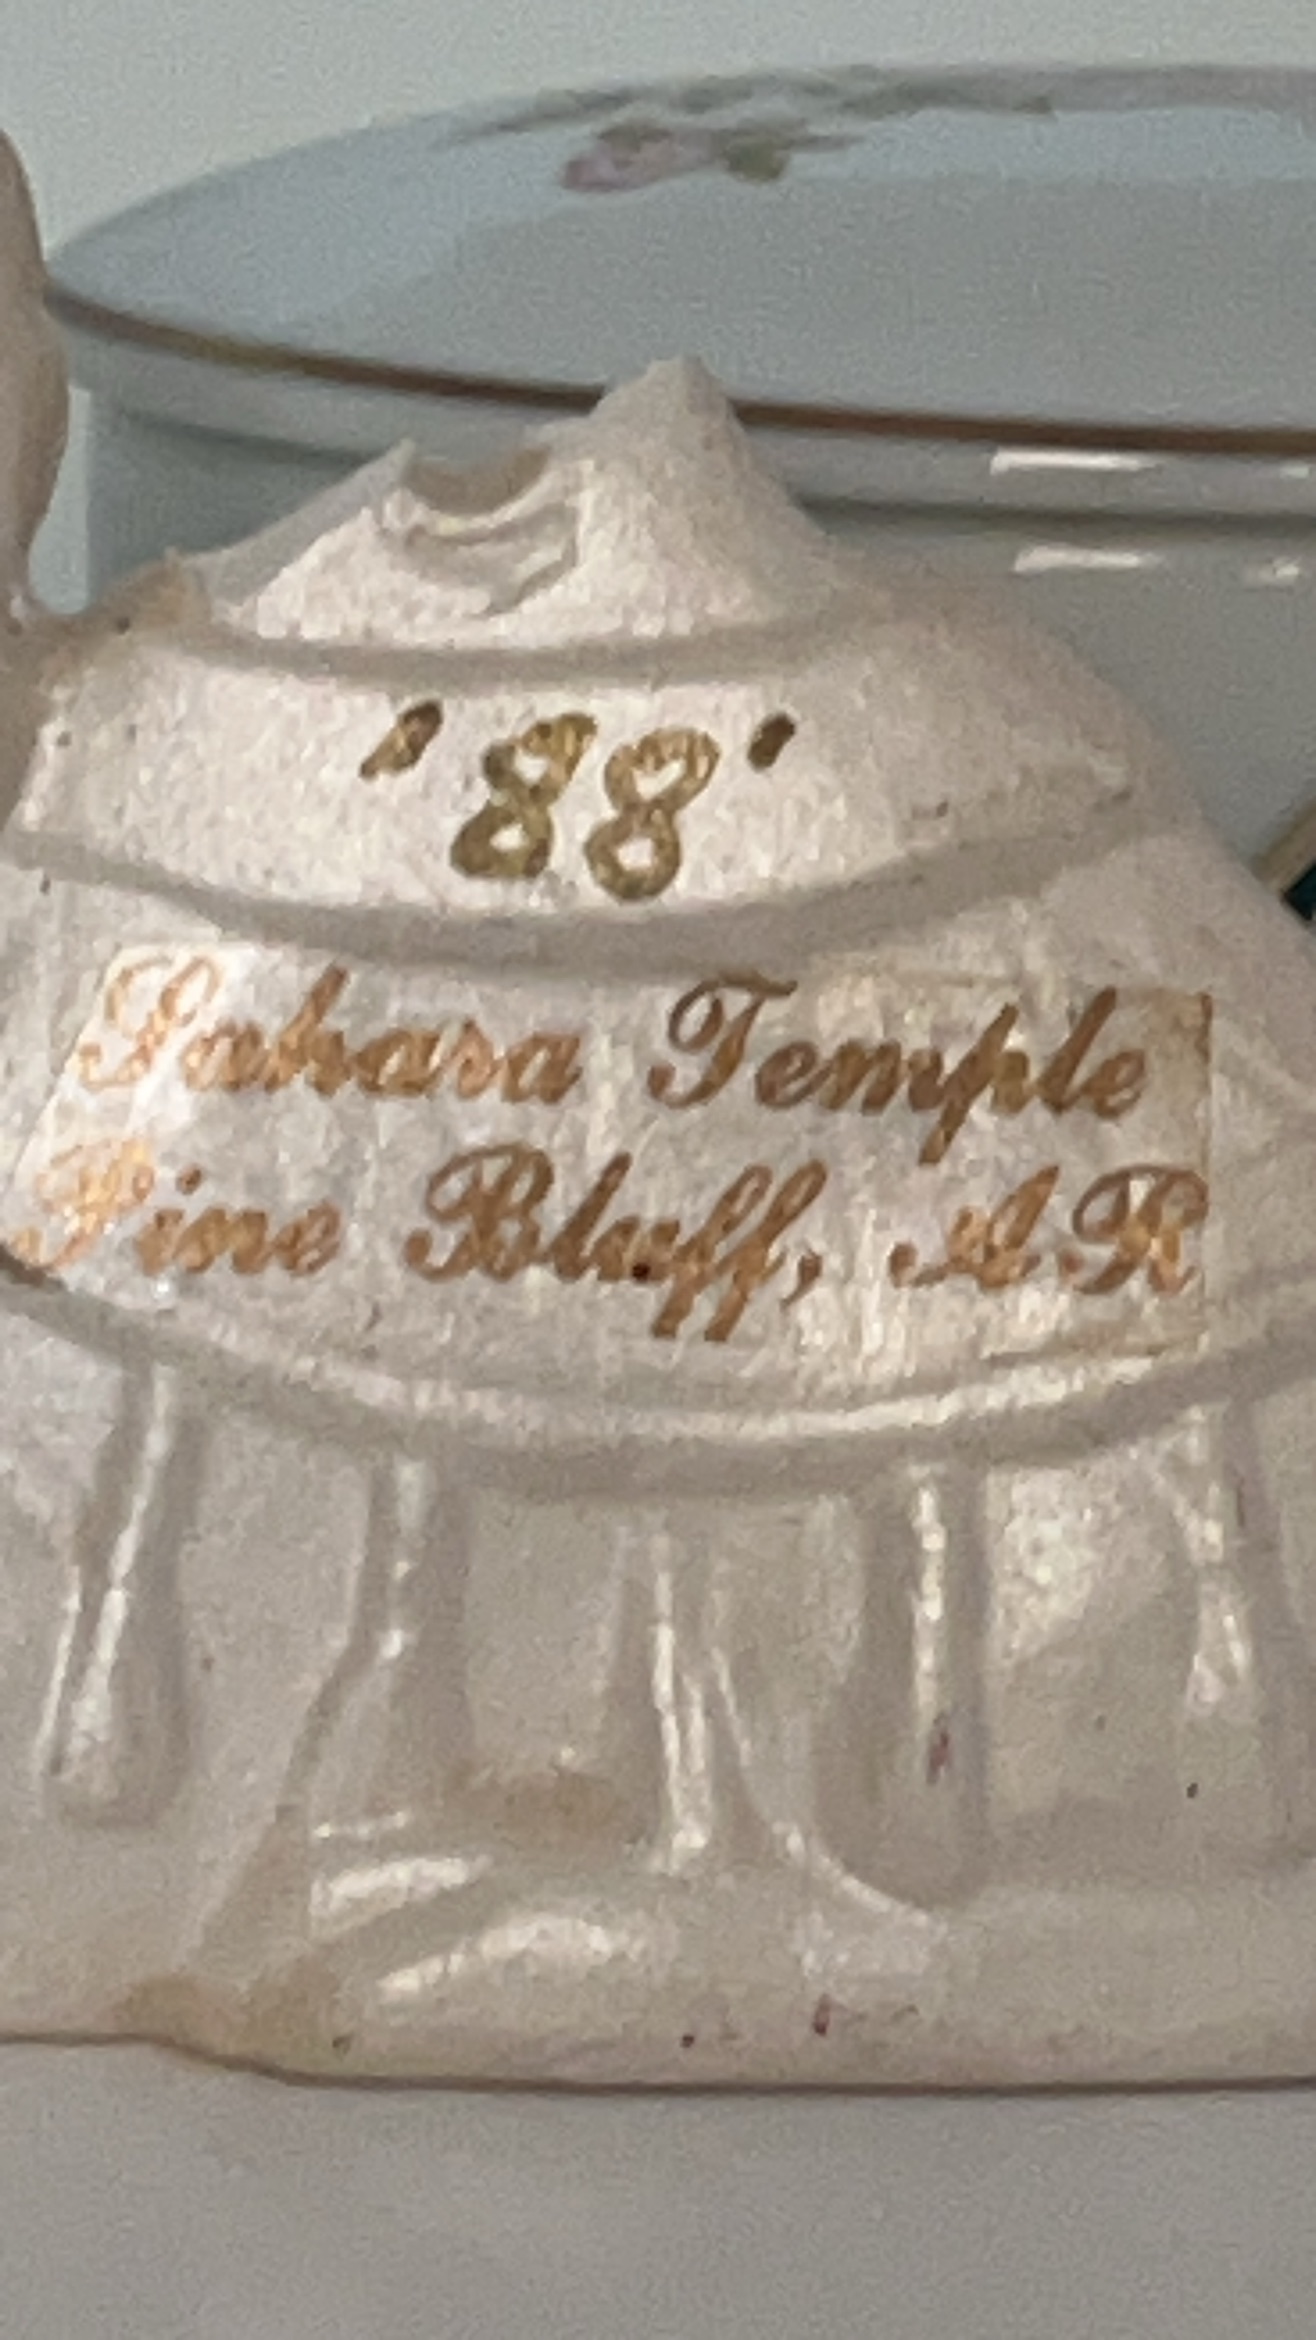 '88'
Sahara Temple
Pine Bluff, AR